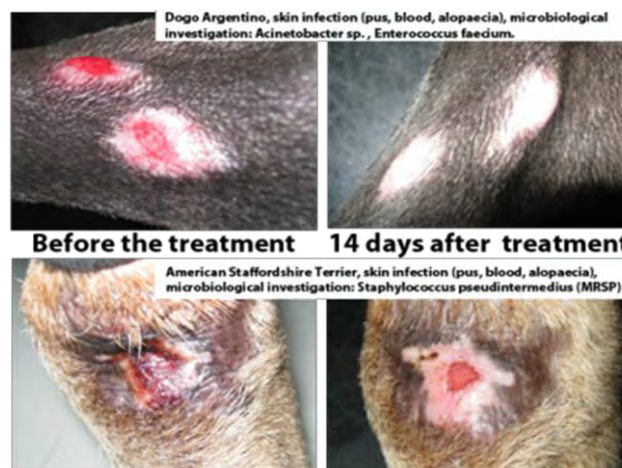 Dogo Argentino, skin infection (pus, blood, alopaecia), microbiological
investigation: Acinetobacter sp. , Enterococcus faecium.
Before the treatment
14 days after treatment
American Staffordshire Terrier, skin infection (pus, blood, alopaecia),
microbiological investigation: Staphylococcus pseudintermedius (MRSP)